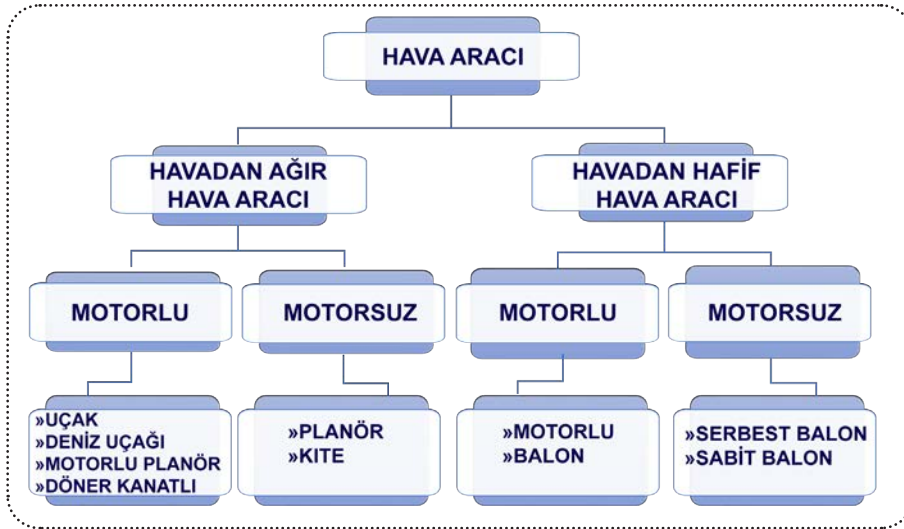 HAVA ARACI
HAVADAN AĞIR
HAVA ARACI
HAVADAN HAFİF
HAVA ARACI
MOTORLU
MOTORSUZ
MOTORLU
MOTORSUZ
»UÇAK
»DENİZ UÇAĞI
»MOTORLU PLANÖR
»DÖNER KANATLI
»PLANÖR
»KITE
»MOTORLU
»BALON
»SERBEST BALON
»SABİT BALON